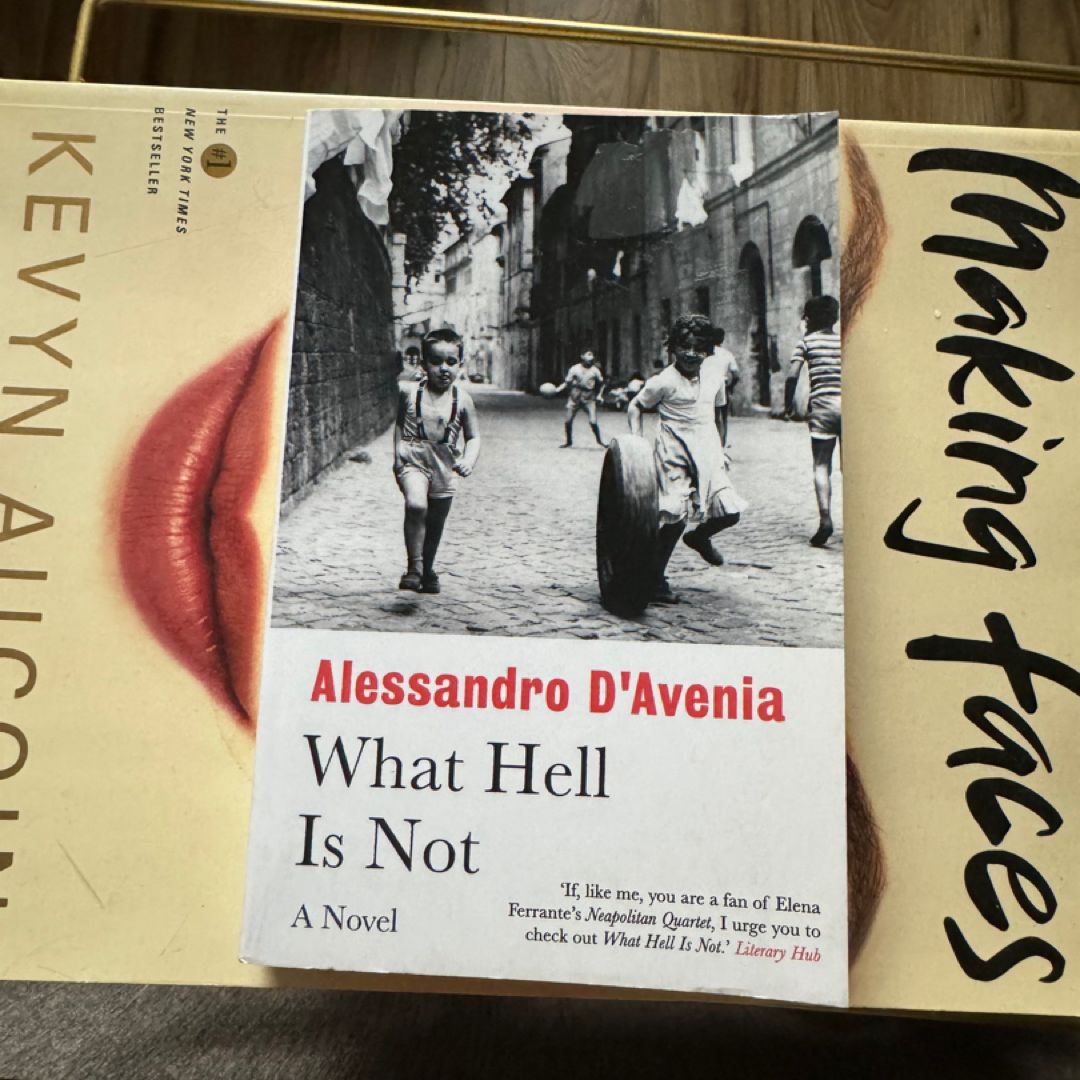 Making Faces
THE #1
NEW YORK TIMES
BESTSELLER
KEVYN AUCOIN
Alessandro D'Avenia
What Hell
Is Not
A Novel
'If, like me, you are a fan of Elena
Ferrante's Neapolitan Quartet, I urge you to
check out What Hell Is Not.' Literary Hub